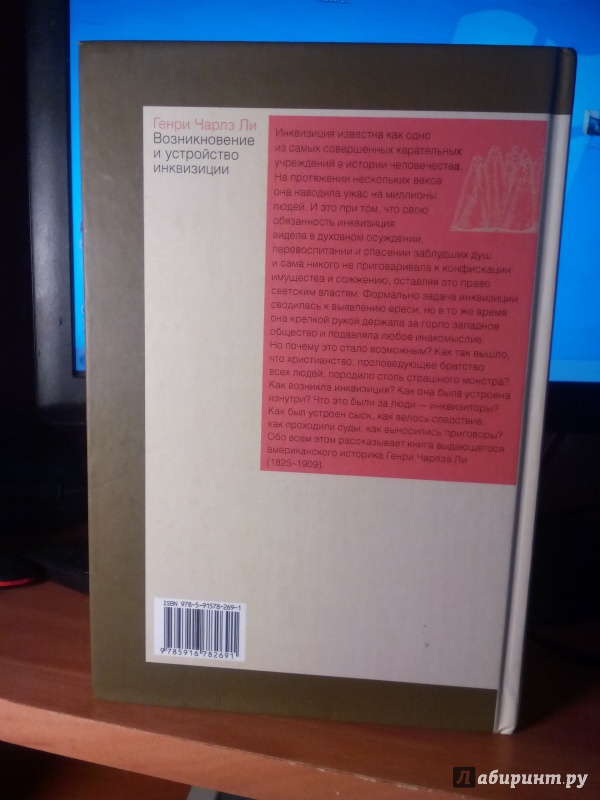 Генри Чарлз Ли
Возникновение
и устройство
инквизиции
Инквизиция известна как одно
из самых совершенных карательных
учреждений в истории человечества.
На протяжении нескольких веков
она наводила ужас на миллионы
людей. И это при том, что свою
обязанность инквизиция
видела в духовном осуждении,
перевоспитании и спасении заблудших душ
и сама никого не приговаривала к конфискации
имущества и сожжению, оставляя это право
светским властям. Формально задача инквизиции
сводилась к выявлению ереси, но в то же время
она крепкой рукой держала за горло западное
общество и подавляла любое инакомыслие.
Но почему это стало возможным? Как так вышло,
что христианство, проповедующее братство
всех людей, породило столь страшного монстра?
Как возникла инквизиция? Как она была устроена
изнутри? Что это были за люди — инквизиторы?
Как был устроен сыск, как велось следствие,
как проходили суды, как выносились приговоры?
Обо всем этом рассказывает книга выдающегося
американского историка Генри Чарлза Ли
(1825–1909).
ISBN 978-5-91578-269-1
9 785916 782691
Лабиринт.ру